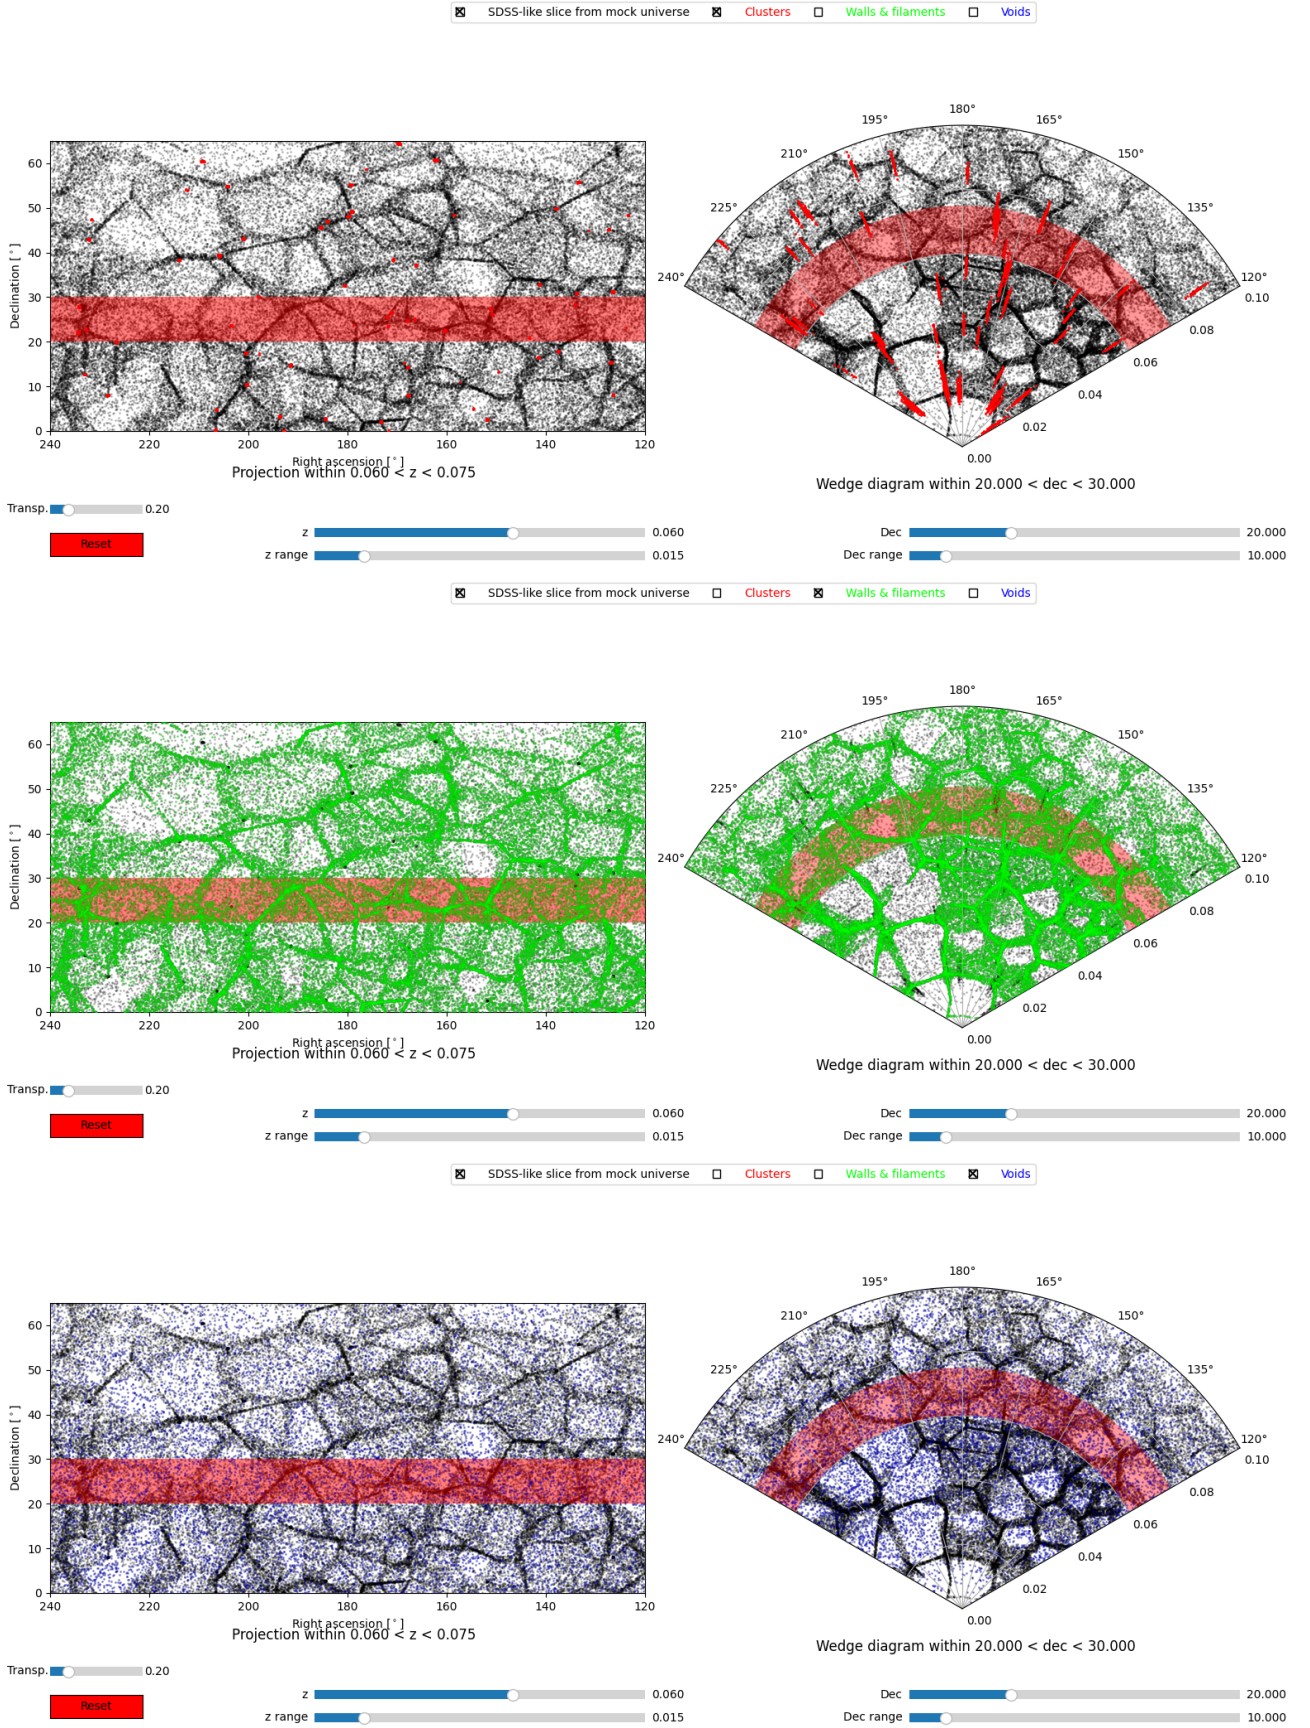 SDSS-like slice from mock universe Clusters Walls & filaments Voids
180°
195° 165°
210° 150°
225° 135°
240° 120°
0.10
0.08
0.06
0.04
0.02
0.00
60
50
40
30
20
10
0
Declination [°]
240 220 200 180 160 140 120
Right ascension [°]
Projection within 0.060 < z < 0.075
Wedge diagram within 20.000 < dec < 30.000
Transp. 0.20
Reset
z 0.060
z range 0.015
Dec 20.000
Dec range 10.000
SDSS-like slice from mock universe Clusters Walls & filaments Voids
180°
195° 165°
210° 150°
225° 135°
240° 120°
0.10
0.08
0.06
0.04
0.02
0.00
60
50
40
30
20
10
0
Declination [°]
240 220 200 180 160 140 120
Right ascension [°]
Projection within 0.060 < z < 0.075
Wedge diagram within 20.000 < dec < 30.000
Transp. 0.20
Reset
z 0.060
z range 0.015
Dec 20.000
Dec range 10.000
SDSS-like slice from mock universe Clusters Walls & filaments Voids
180°
195° 165°
210° 150°
225° 135°
240° 120°
0.10
0.08
0.06
0.04
0.02
0.00
60
50
40
30
20
10
0
Declination [°]
240 220 200 180 160 140 120
Right ascension [°]
Projection within 0.060 < z < 0.075
Wedge diagram within 20.000 < dec < 30.000
Transp. 0.20
Reset
z 0.060
z range 0.015
Dec 20.000
Dec range 10.000